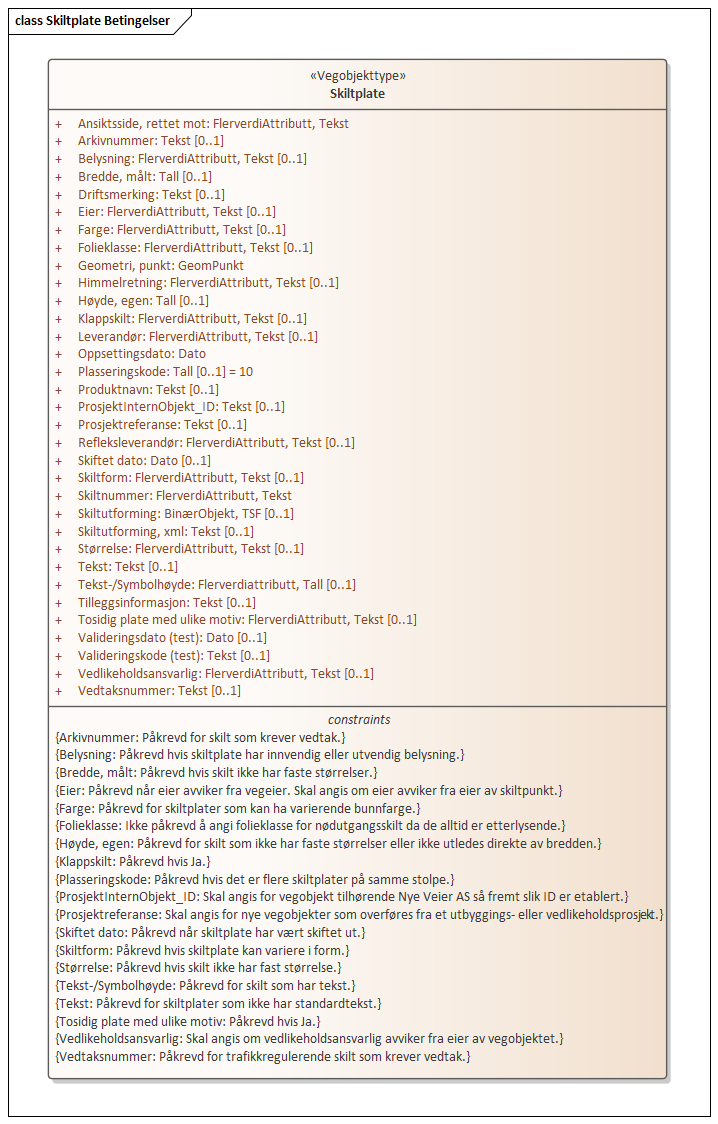 class Skiltplate Betingelser
«Vegobjekttype»
Skiltplate
+ Ansiktsside, rettet mot: FlerverdiAttributt, Tekst
+ Arkivnummer: Tekst [0..1]
+ Belysning: FlerverdiAttributt, Tekst [0..1]
+ Bredde, målt: Tall [0..1]
+ Driftsmerking: Tekst [0..1]
+ Eier: FlerverdiAttributt, Tekst [0..1]
+ Farge: FlerverdiAttributt, Tekst [0..1]
+ Folieklasse: FlerverdiAttributt, Tekst [0..1]
+ Geometri, punkt: GeomPunkt
+ Himmelretning: FlerverdiAttributt, Tekst [0..1]
+ Høyde, egen: Tall [0..1]
+ Klappskilt: FlerverdiAttributt, Tekst [0..1]
+ Leverandør: FlerverdiAttributt, Tekst [0..1]
+ Oppsettingsdato: Dato
+ Plasseringskode: Tall [0..1] = 10
+ Produktnavn: Tekst [0..1]
+ ProsjektInternObjekt_ID: Tekst [0..1]
+ Prosjektreferanse: Tekst [0..1]
+ Refleksleverandør: FlerverdiAttributt, Tekst [0..1]
+ Skiftet dato: Dato [0..1]
+ Skiltform: FlerverdiAttributt, Tekst [0..1]
+ Skiltnummer: FlerverdiAttributt, Tekst
+ Skiltutforming: BinærObjekt, TSF [0..1]
+ Skiltutforming, xml: Tekst [0..1]
+ Størrelse: FlerverdiAttributt, Tekst [0..1]
+ Tekst: Tekst [0..1]
+ Tekst-/Symbolhøyde: Flerverdiattributt, Tall [0..1]
+ Tilleggsinformasjon: Tekst [0..1]
+ Tosidig plate med ulike motiv: FlerverdiAttributt, Tekst [0..1]
+ Valideringsdato (test): Dato [0..1]
+ Valideringskode (test): Tekst [0..1]
+ Vedlikeholdsansvarlig: FlerverdiAttributt, Tekst [0..1]
+ Vedtaksnummer: Tekst [0..1]
constraints
{Arkivnummer: Påkrevd for skilt som krever vedtak.}
{Belysning: Påkrevd hvis skiltplate har innvendig eller utvendig belysning.}
{Bredde, målt: Påkrevd hvis skilt ikke har faste størrelser.}
{Eier: Påkrevd når eier avviker fra vegeier. Skal angis om eier avviker fra eier av skiltpunkt.}
{Farge: Påkrevd for skiltplater som kan ha varierende bunnfarge.}
{Folieklasse: Ikke påkrevd å angi folieklasse for nødutgangsskilt da de alltid er etterlysende.}
{Høyde, egen: Påkrevd for skilt som ikke har faste størrelser eller ikke utledes direkte av bredden.}
{Klappskilt: Påkrevd hvis Ja.}
{Plasseringskode: Påkrevd hvis det er flere skiltplater på samme stolpe.}
{ProsjektInternObjekt_ID: Skal angis for vegobjekt tilhørende Nye Veier AS så fremt slik ID er etablert.}
{Prosjektreferanse: Skal angis for nye vegobjekter som overføres fra et utbyggings- eller vedlikeholdsprosjekt.}
{Skiftet dato: Påkrevd når skiltplate har vært skiftet ut.}
{Skiltform: Påkrevd hvis skiltplate kan variere i form.}
{Størrelse: Påkrevd hvis skilt ikke har fast størrelse.}
{Tekst-/Symbolhøyde: Påkrevd for skilt som har tekst.}
{Tekst: Påkrevd for skiltplater som ikke har standardtekst.}
{Tosidig plate med ulike motiv: Påkrevd hvis Ja.}
{Vedlikeholdsansvarlig: Skal angis om vedlikeholdsansvarlig avviker fra eier av vegobjektet.}
{Vedtaksnummer: Påkrevd for trafikkregulerende skilt som krever vedtak.}